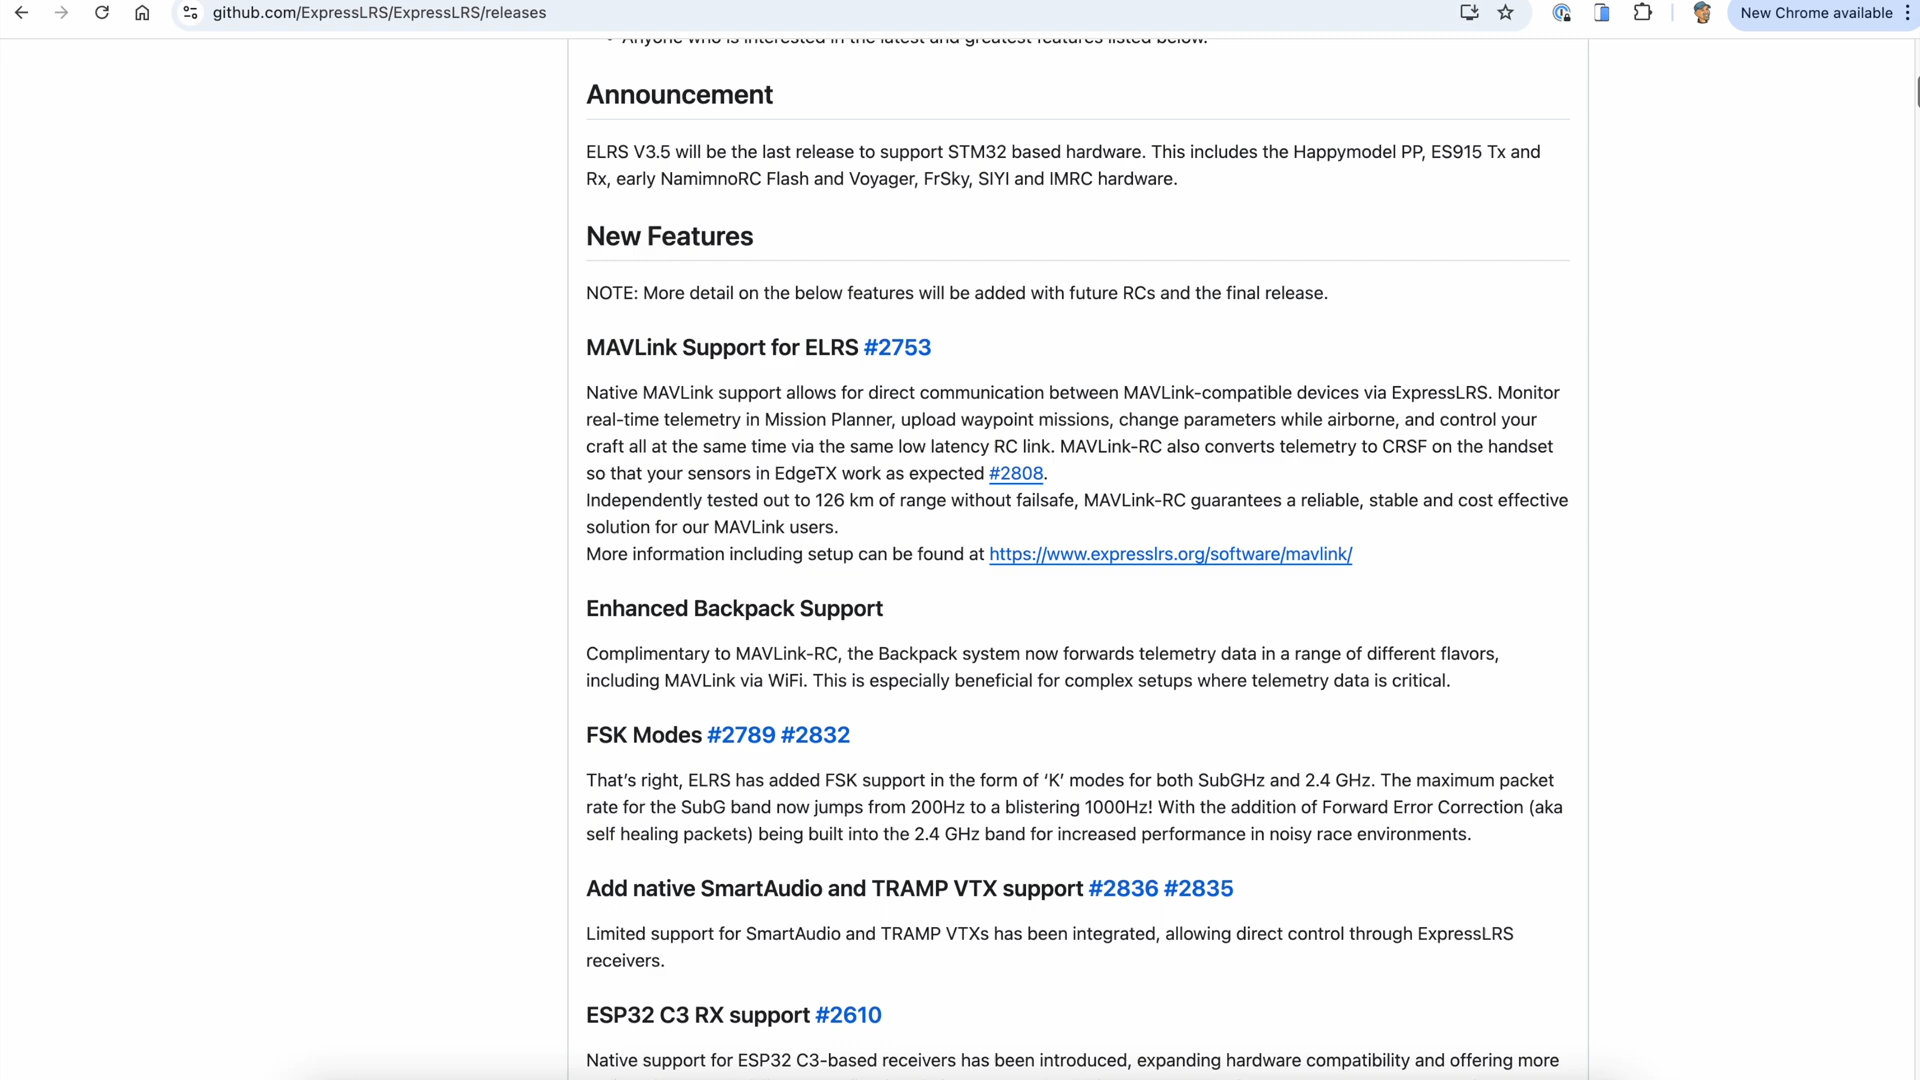 github.com/ExpressLRS/ExpressLRS/releases
New Chrome available
Anyone who is interested in the latest and greatest features listed below.
Announcement
ELRS V3.5 will be the last release to support STM32 based hardware. This includes the Happymodel PP, ES915 Tx and
Rx, early NamimnoRC Flash and Voyager, FrSky, SIYI and IMRC hardware.
New Features
NOTE: More detail on the below features will be added with future RCs and the final release.
MAVLink Support for ELRS #2753
Native MAVLink support allows for direct communication between MAVLink-compatible devices via ExpressLRS. Monitor
real-time telemetry in Mission Planner, upload waypoint missions, change parameters while airborne, and control your
craft all at the same time via the same low latency RC link. MAVLink-RC also converts telemetry to CRSF on the handset
so that your sensors in EdgeTX work as expected #2808.
Independently tested out to 126 km of range without failsafe, MAVLink-RC guarantees a reliable, stable and cost effective
solution for our MAVLink users.
More information including setup can be found at https://www.expresslrs.org/software/mavlink/
Enhanced Backpack Support
Complimentary to MAVLink-RC, the Backpack system now forwards telemetry data in a range of different flavors,
including MAVLink via WiFi. This is especially beneficial for complex setups where telemetry data is critical.
FSK Modes #2789 #2832
That’s right, ELRS has added FSK support in the form of ‘K’ modes for both SubGHz and 2.4 GHz. The maximum packet
rate for the SubG band now jumps from 200Hz to a blistering 1000Hz! With the addition of Forward Error Correction (aka
self healing packets) being built into the 2.4 GHz band for increased performance in noisy race environments.
Add native SmartAudio and TRAMP VTX support #2836 #2835
Limited support for SmartAudio and TRAMP VTXs has been integrated, allowing direct control through ExpressLRS
receivers.
ESP32 C3 RX support #2610
Native support for ESP32 C3-based receivers has been introduced, expanding hardware compatibility and offering more